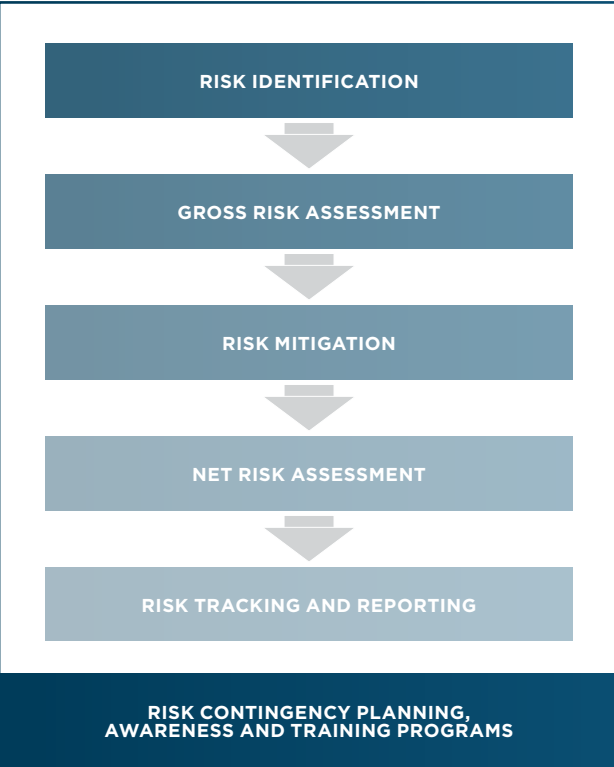 RISK IDENTIFICATION
GROSS RISK ASSESSMENT
RISK MITIGATION
NET RISK ASSESSMENT
RISK TRACKING AND REPORTING
RISK CONTINGENCY PLANNING,
AWARENESS AND TRAINING PROGRAMS